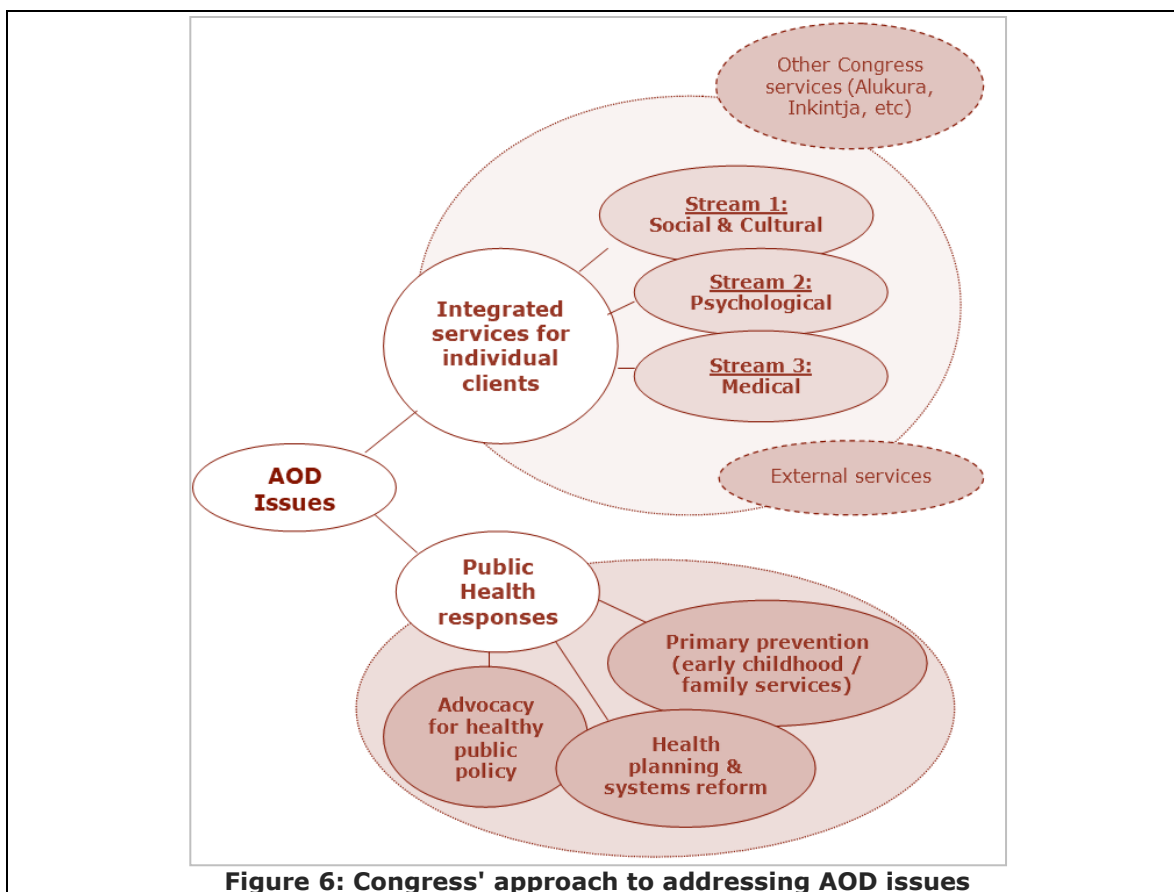 Other Congress
services (Alukura,
Inkintja, etc)
Stream 1:
Social & Cultural
Stream 2:
Psychological
Stream 3:
Medical
Integrated
services for
individual
clients
External services
AOD
Issues
Public
Health
responses
Primary prevention
(early childhood /
family services)
Advocacy
for healthy
public
policy
Health
planning &
systems reform
Figure 6: Congress' approach to addressing AOD issues